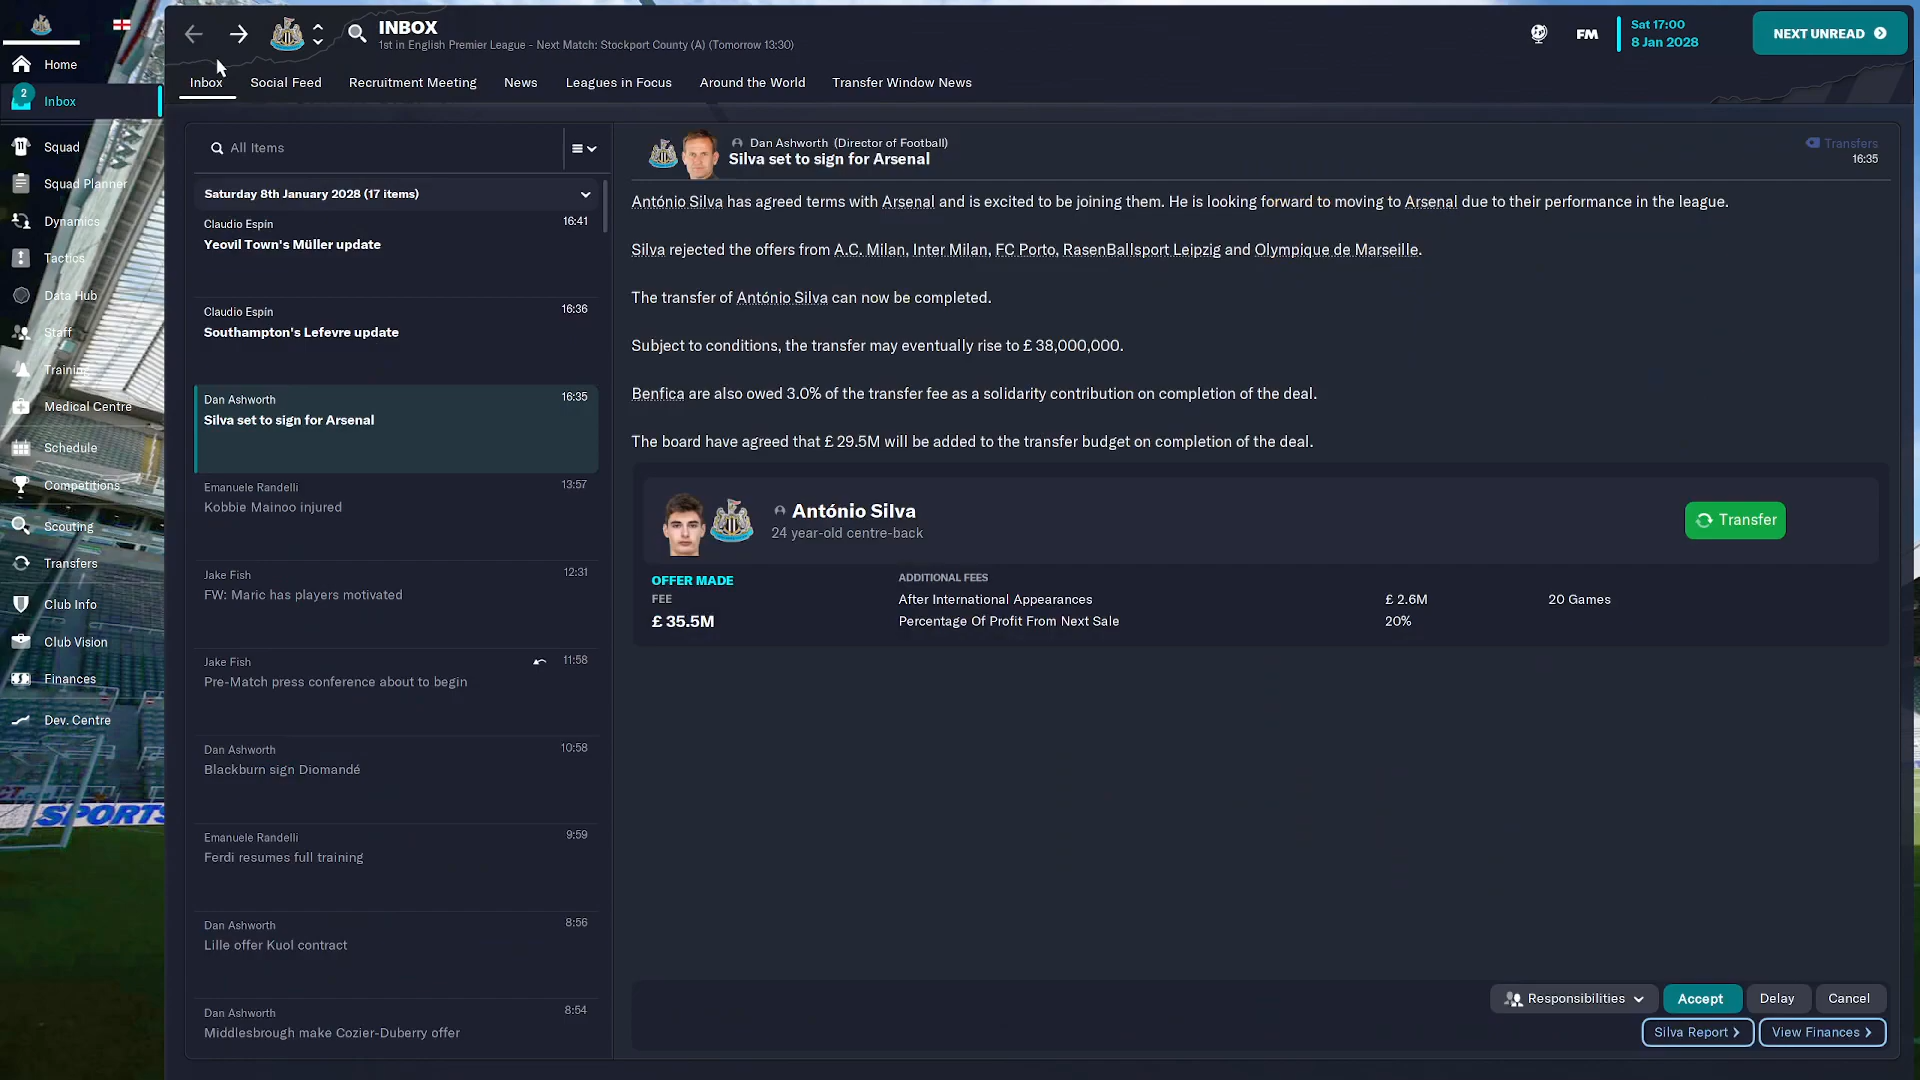 INBOX
1st in English Premier League - Next Match: Stockport County (A) (Tomorrow 13:30)
FM
Sat 17:00
8 Jan 2028
NEXT UNREAD
Home
2
Inbox
Squad
Squad Planner
Dynamics
Tactics
Data Hub
Staff
Training
Medical Centre
Schedule
Competitions
Scouting
Transfers
Club Info
Club Vision
Finances
Dev. Centre
SPORTS
Inbox
Social Feed
Recruitment Meeting
News
Leagues in Focus
Around the World
Transfer Window News
All Items
Saturday 8th January 2028 (17 items)
Claudio Espín 16:41
Yeovil Town's Müller update
Claudio Espín 16:36
Southampton's Lefevre update
Dan Ashworth 16:35
Silva set to sign for Arsenal
Emanuele Randelli 13:57
Kobbie Mainoo injured
Jake Fish 12:31
FW: Maric has players motivated
Jake Fish 11:58
Pre-Match press conference about to begin
Dan Ashworth 10:58
Blackburn sign Diomandé
Emanuele Randelli 9:59
Ferdi resumes full training
Dan Ashworth 8:56
Lille offer Kuol contract
Dan Ashworth 8:54
Middlesbrough make Cozier-Duberry offer
Dan Ashworth (Director of Football)
Silva set to sign for Arsenal
Transfers
16:35
António Silva has agreed terms with Arsenal and is excited to be joining them. He is looking forward to moving to Arsenal due to their performance in the league.
Silva rejected the offers from A.C. Milan, Inter Milan, FC Porto, RasenBallsport Leipzig and Olympique de Marseille.
The transfer of António Silva can now be completed.
Subject to conditions, the transfer may eventually rise to £ 38,000,000.
Benfica are also owed 3.0% of the transfer fee as a solidarity contribution on completion of the deal.
The board have agreed that £ 29.5M will be added to the transfer budget on completion of the deal.
António Silva
24 year-old centre-back
Transfer
OFFER MADE
FEE
£ 35.5M
ADDITIONAL FEES
After International Appearances £ 2.6M 20 Games
Percentage Of Profit From Next Sale 20%
Responsibilities
Accept
Delay
Cancel
Silva Report
View Finances